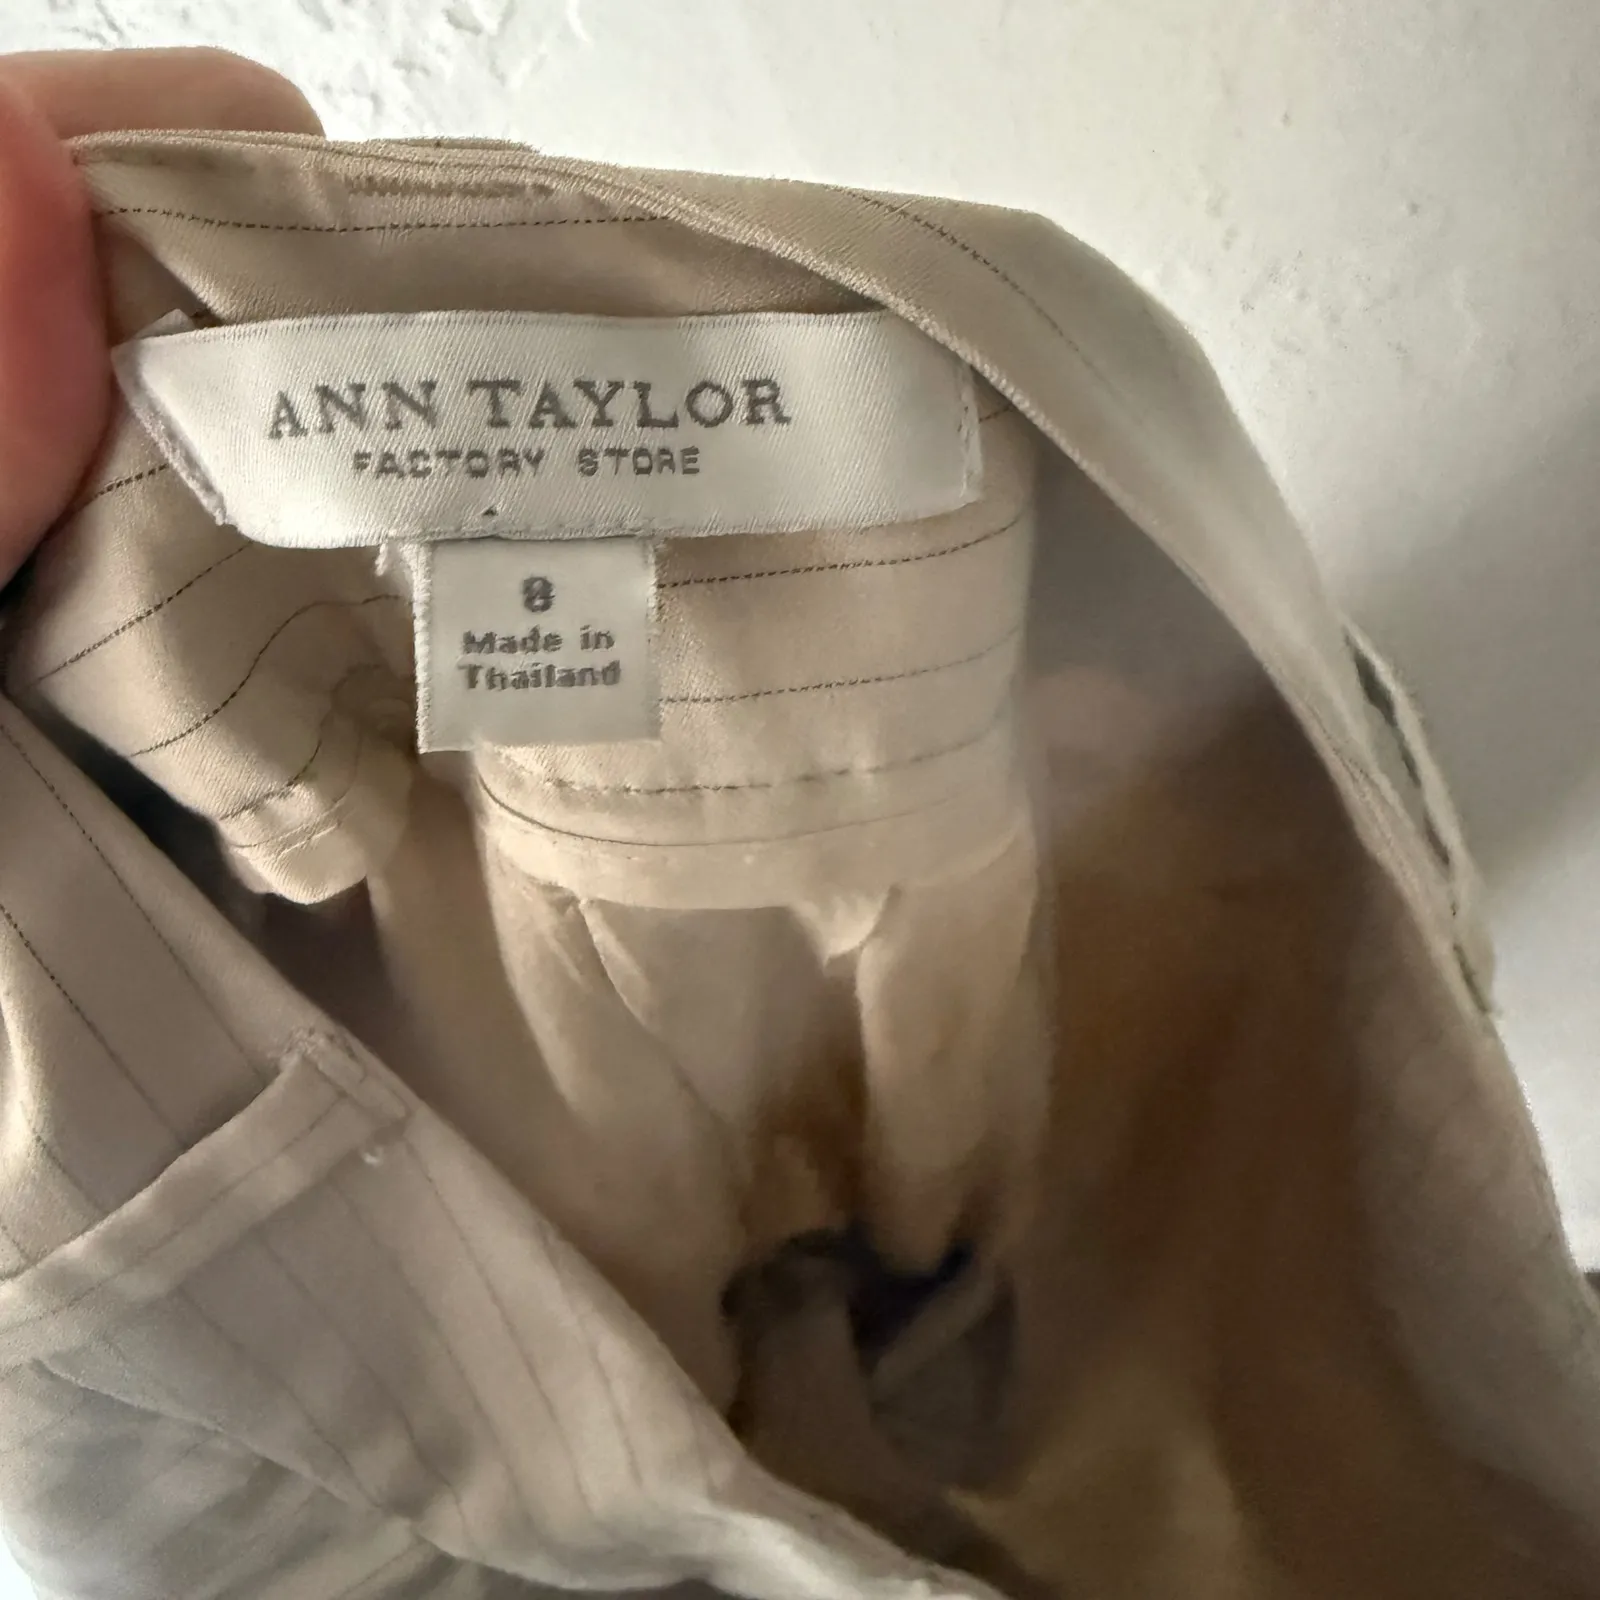 ANN TAYLOR
FACTORY STORE
8
Made in
Thailand